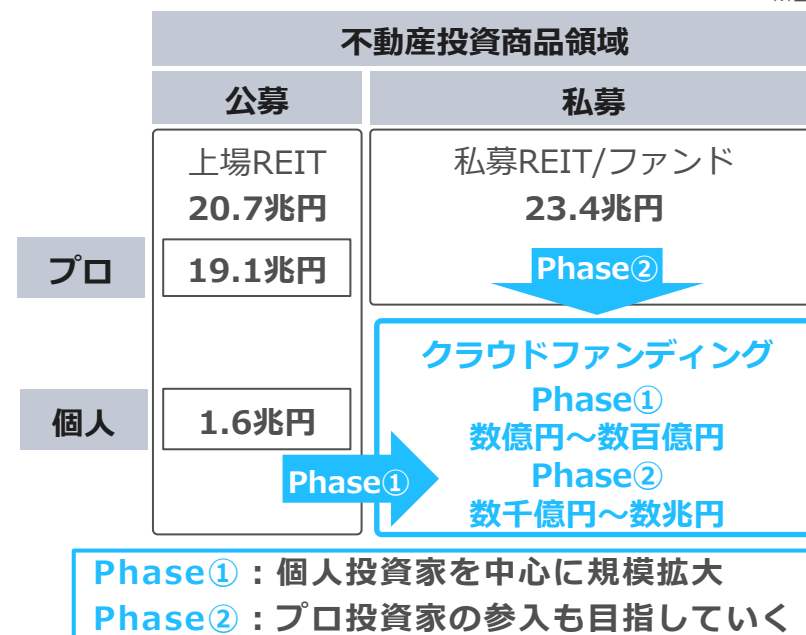 不動産投資商品領域
公募
私募
上場REIT
20.7兆円
私募REIT/ファンド
23.4兆円
プロ
19.1兆円
Phase②
クラウドファンディング
Phase①
数億円～数百億円
Phase②
数千億円～数兆円
個人
1.6兆円
Phase①
Phase①：個人投資家を中心に規模拡大
Phase②：プロ投資家の参入も目指していく